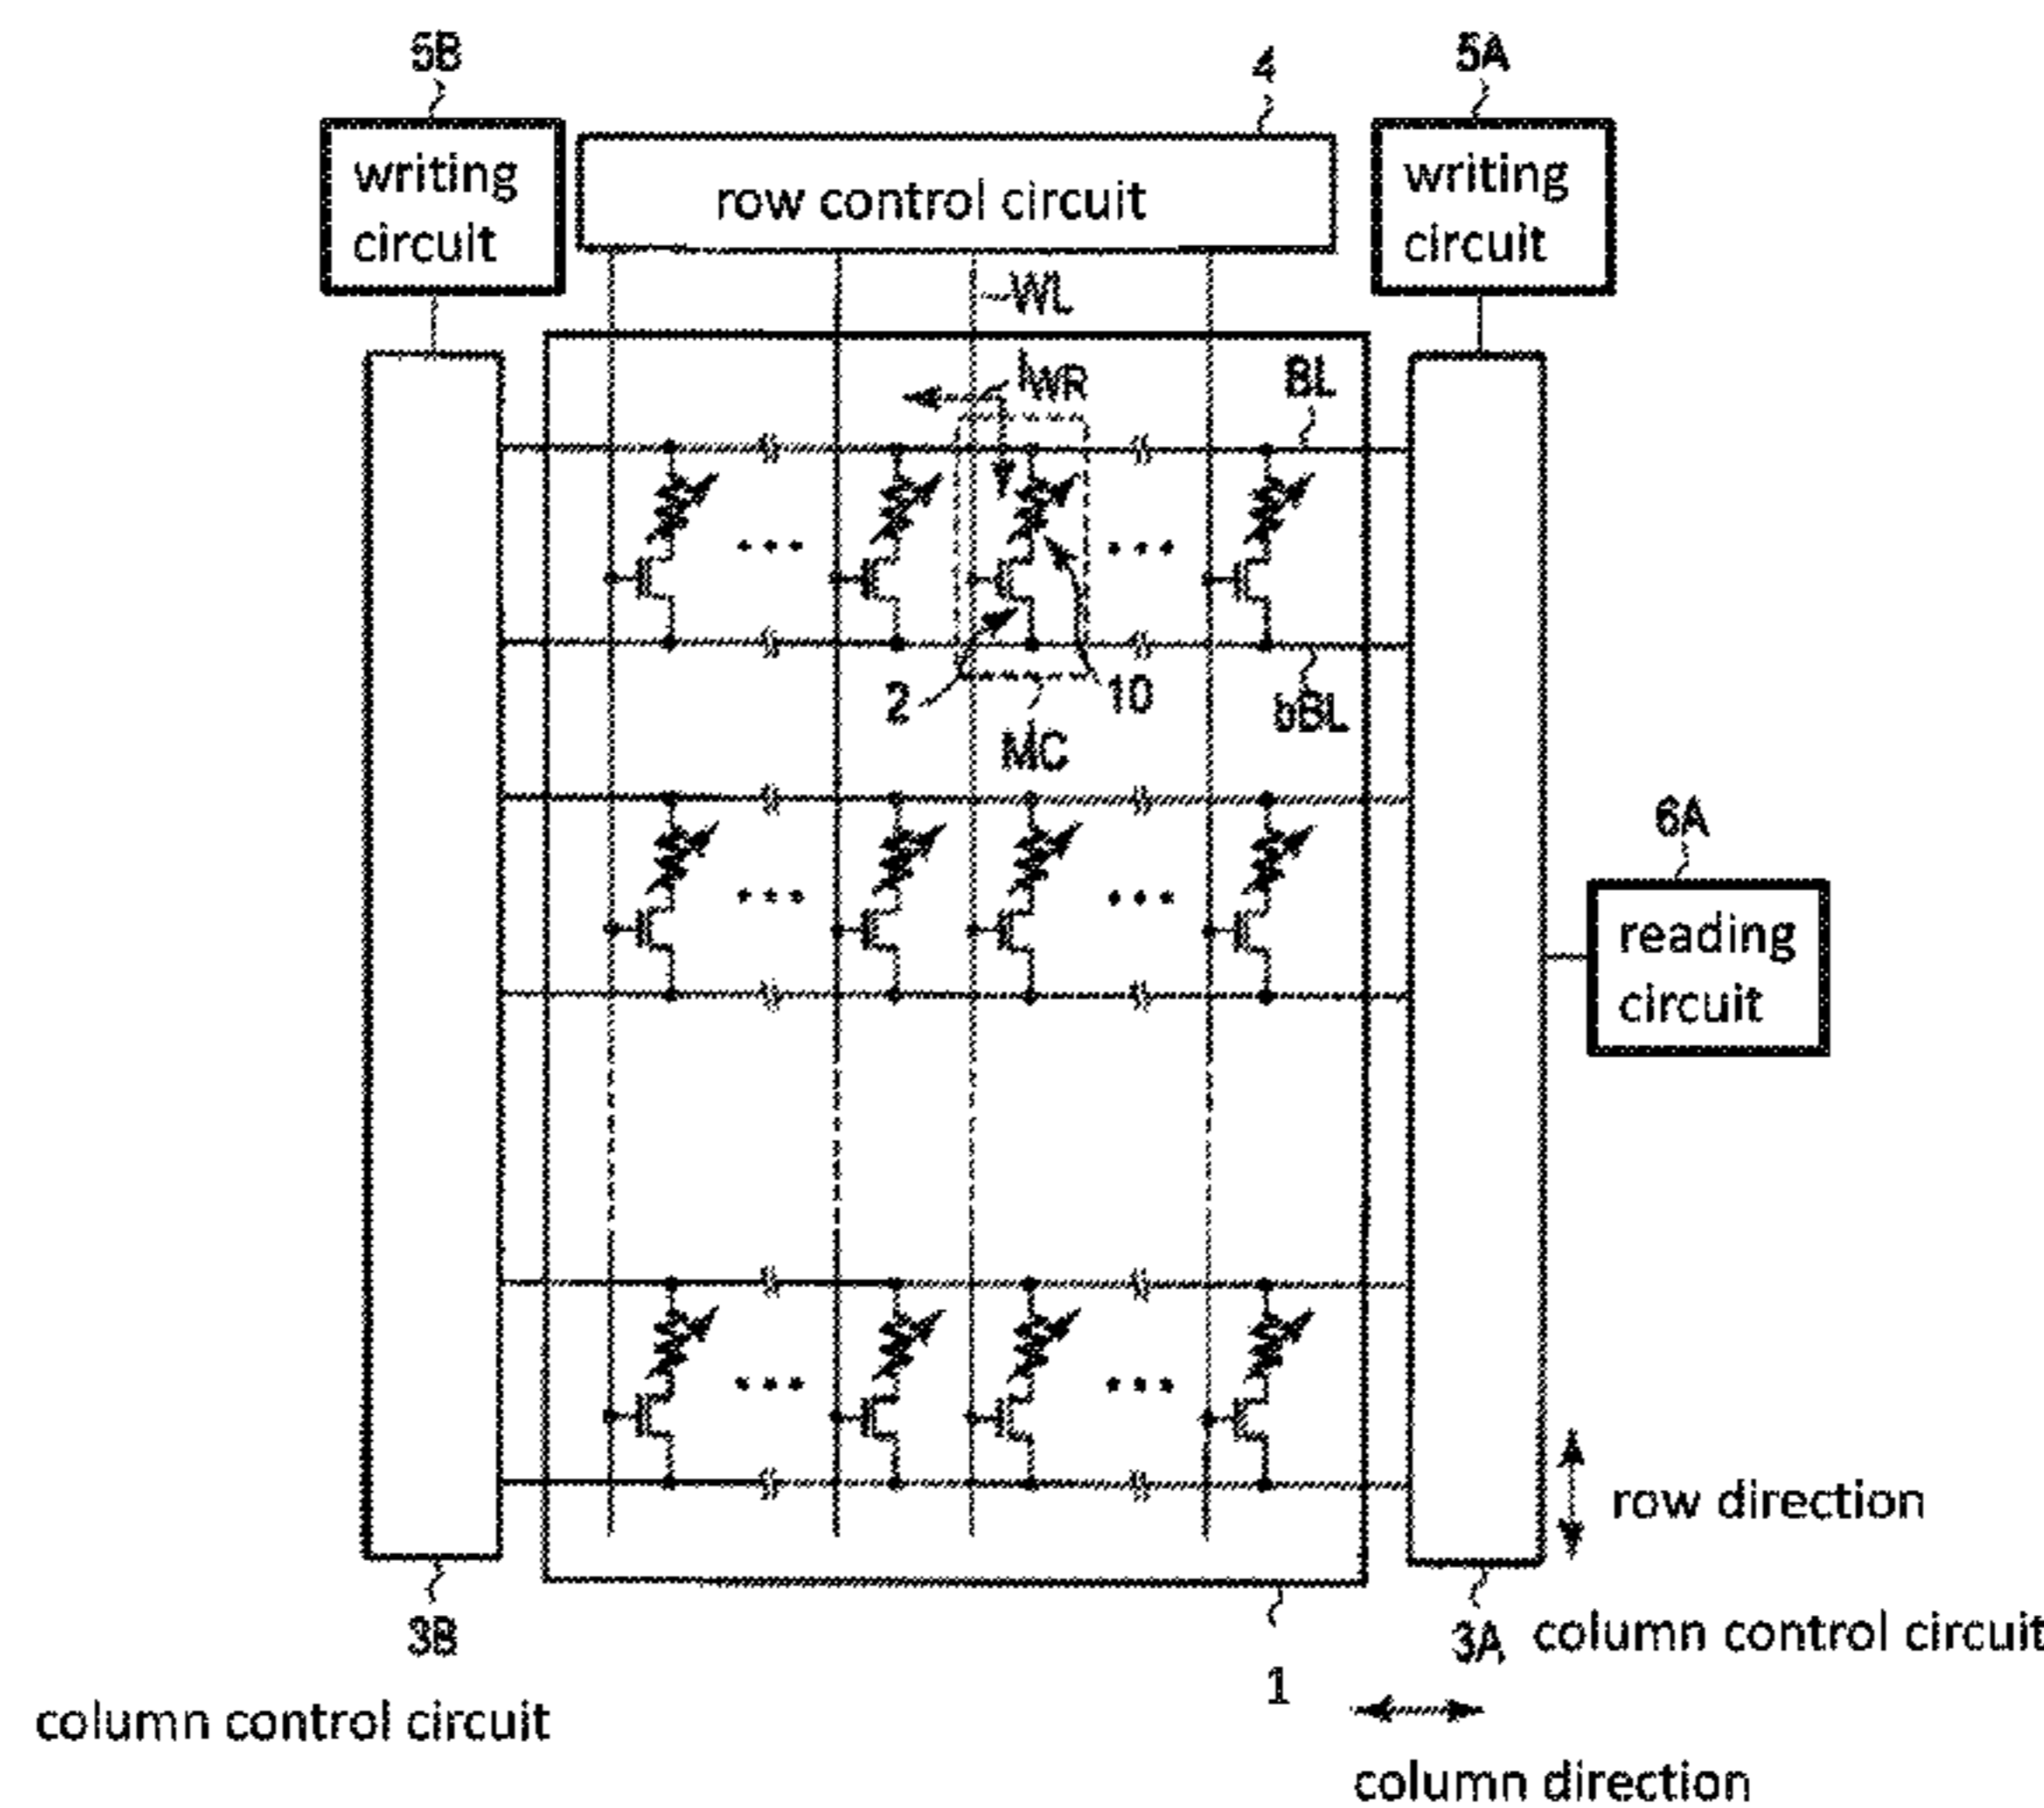 5B
4
5A
writing
circuit
row control circuit
writing
circuit
WL
IWR
BL
2
10
bBL
MC
6A
reading
circuit
row direction
3B
3A column control circuit
1
column control circuit
column direction